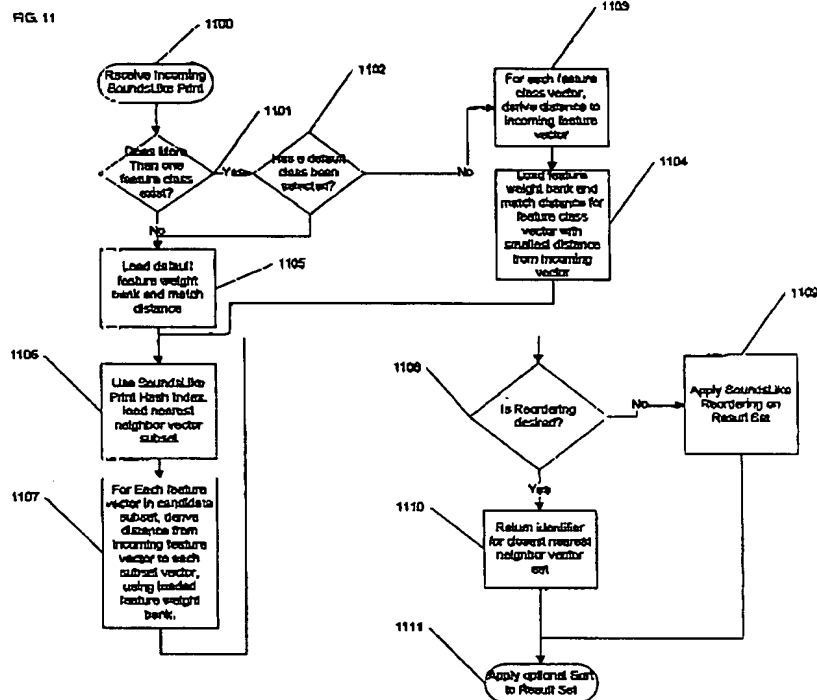 FIG. 11
1100
Receive Incoming
SoundsLike Print
1101
Does More
Than one
feature class
exist?
Yes
1102
Has a default
class been
selected?
No
1103
For each feature
class vector,
derive distance to
incoming feature
vector
1104
Load feature
weight bank and
match distance for
feature class
vector with
smallest distance
from incoming
vector
No
1105
Load default
feature weight
bank and match
distance
1106
Use SoundsLike
Print Hash Index,
load nearest
neighbor vector
subset
1107
For Each feature
vector in candidate
subset, derive
distance from
incoming feature
vector to each
subset vector,
using loaded
feature weight
bank.
1108
Is Reordering
desired?
No
1109
Apply SoundsLike
Reordering on
Result Set
Yes
1110
Return identifier
for closest nearest
neighbor vector
set
1111
Apply optional Sort
to Result Set